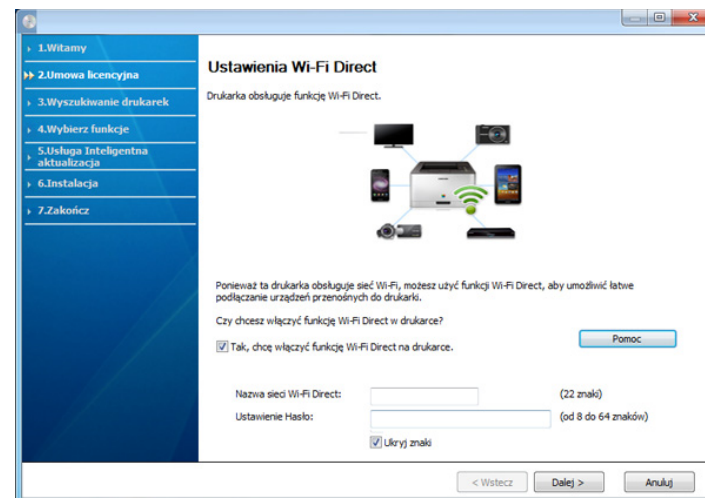 1.Witamy
2.Umowa licencyjna
3.Wyszukiwanie drukarek
4.Wybierz funkcje
5.Usługa Inteligentna
aktualizacja
6.Instalacja
7.Zakończ
Ustawienia Wi-Fi Direct
Drukarka obsługuje funkcję Wi-Fi Direct.
Ponieważ ta drukarka obsługuje sieć Wi-Fi, możesz użyć funkcji Wi-Fi Direct, aby umożliwić łatwe
podłączanie urządzeń przenośnych do drukarki.
Czy chcesz włączyć funkcję Wi-Fi Direct w drukarce?
Pomoc
Tak, chcę włączyć funkcję Wi-Fi Direct na drukarce.
Nazwa sieci Wi-Fi Direct: (22 znaki)
Ustawienie Hasło: (od 8 do 64 znaków)
Ukryj znaki
< Wstecz Dalej > Anuluj